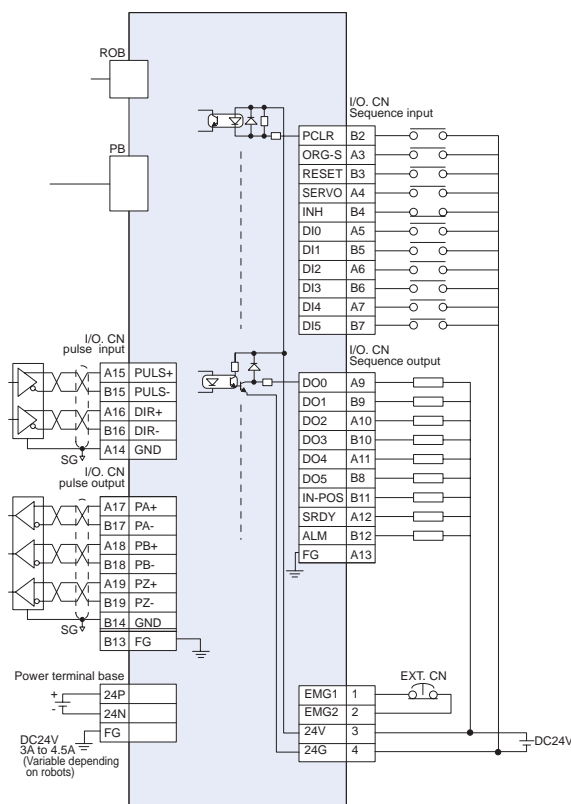 ROB
PB
I/O. CN
Sequence input
PCLR B2
ORG-S A3
RESET B3
SERVO A4
INH B4
DI0 A5
DI1 B5
DI2 A6
DI3 B6
DI4 A7
DI5 B7
I/O. CN
pulse input
A15 PULS+
B15 PULS-
A16 DIR+
B16 DIR-
A14 GND
SG
I/O. CN
Sequence output
DO0 A9
DO1 B9
DO2 A10
DO3 B10
DO4 A11
DO5 B8
IN-POS B11
SRDY A12
ALM B12
FG A13
I/O. CN
pulse output
A17 PA+
B17 PA-
A18 PB+
B18 PB-
A19 PZ+
B19 PZ-
B14 GND
B13 FG
SG
Power terminal base
+ 24P
- 24N
FG
DC24V
3A to 4.5A
(Variable depending
on robots)
EXT. CN
EMG1 1
EMG2 2
24V 3
24G 4
DC24V